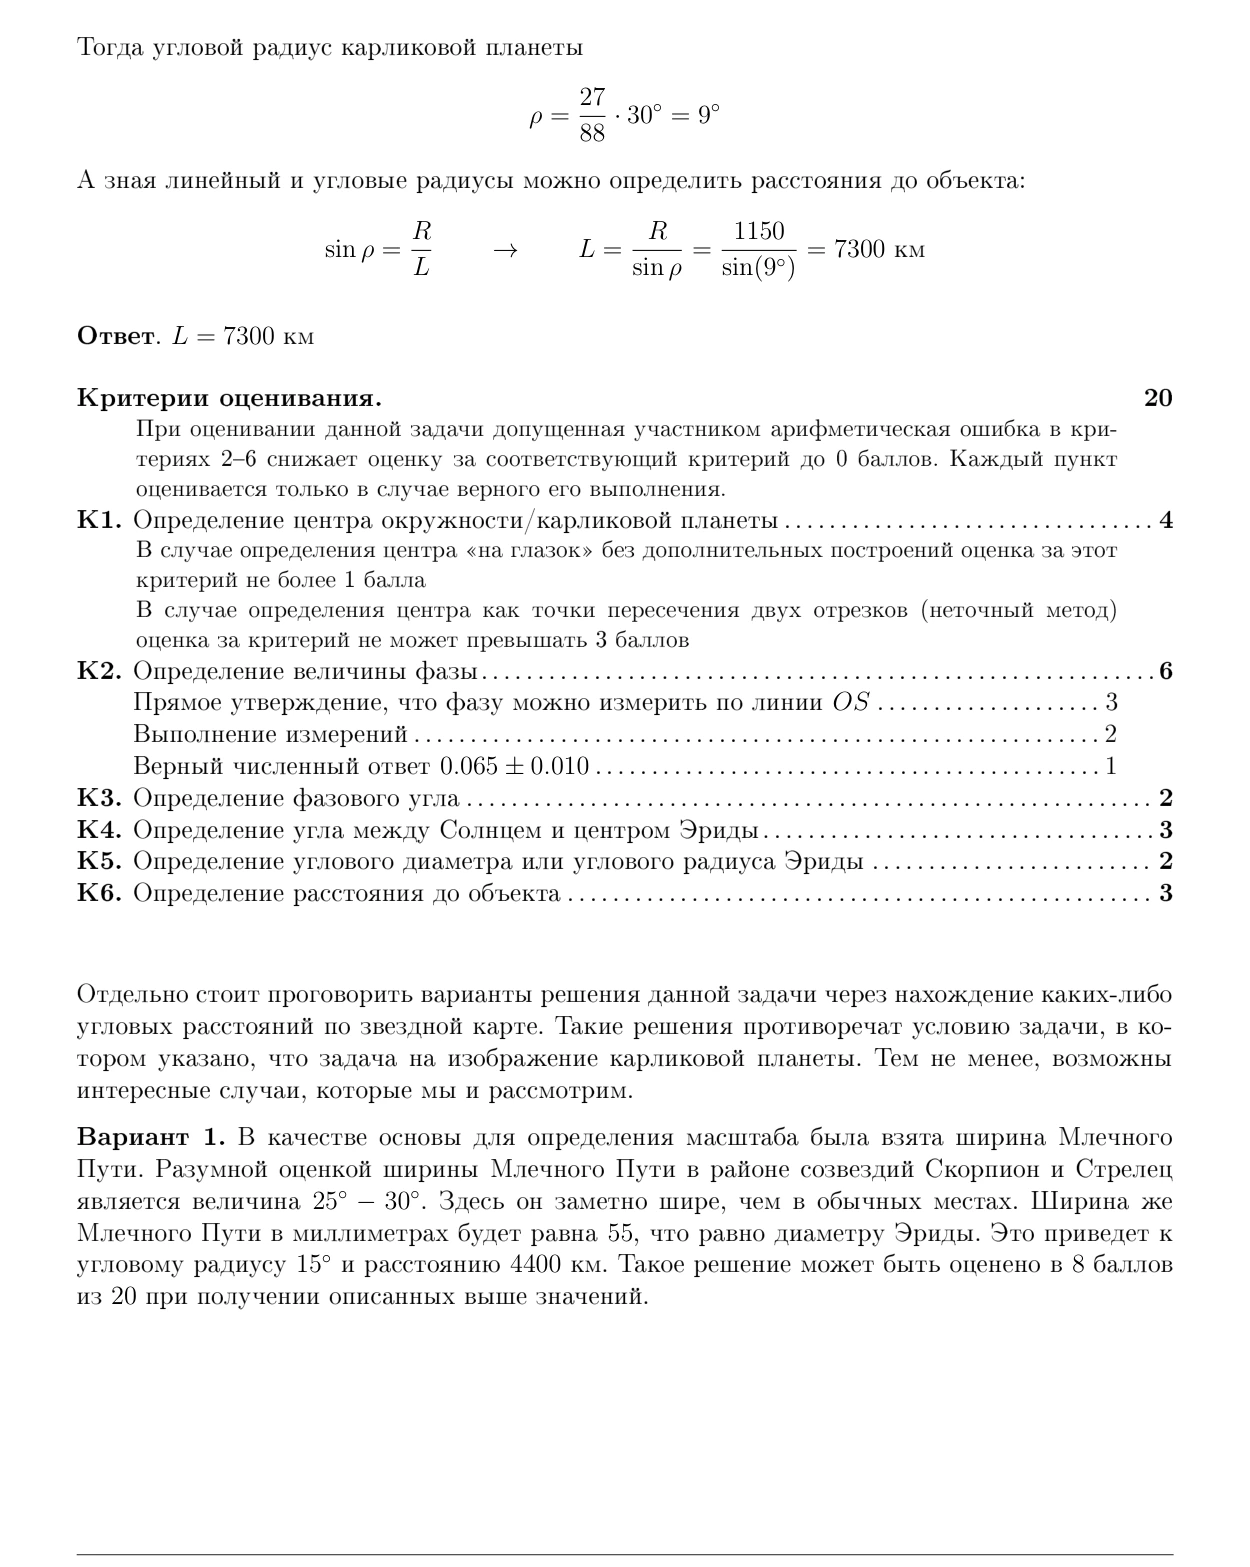 Тогда угловой радиус карликовой планеты
ρ = 27/88 · 30° = 9°
А зная линейный и угловые радиусы можно определить расстояния до объекта:
sin ρ = R/L → L = R/sin ρ = 1150/sin(9°) = 7300 км
Ответ. L = 7300 км
Критерии оценивания. 20
При оценивании данной задачи допущенная участником арифметическая ошибка в кри-
териях 2–6 снижает оценку за соответствующий критерий до 0 баллов. Каждый пункт
оценивается только в случае верного его выполнения.
K1. Определение центра окружности/карликовой планеты ................................. 4
В случае определения центра «на глазок» без дополнительных построений оценка за этот
критерий не более 1 балла
В случае определения центра как точки пересечения двух отрезков (неточный метод)
оценка за критерий не может превышать 3 баллов
K2. Определение величины фазы ............................................................. 6
Прямое утверждение, что фазу можно измерить по линии OS .................... 3
Выполнение измерений .............................................................. 2
Верный численный ответ 0.065 ± 0.010 ............................................. 1
K3. Определение фазового угла .............................................................. 2
K4. Определение угла между Солнцем и центром Эриды ................................... 3
K5. Определение углового диаметра или углового радиуса Эриды ......................... 2
K6. Определение расстояния до объекта ..................................................... 3
Отдельно стоит проговорить варианты решения данной задачи через нахождение каких-либо
угловых расстояний по звездной карте. Такие решения противоречат условию задачи, в ко-
тором указано, что задача на изображение карликовой планеты. Тем не менее, возможны
интересные случаи, которые мы и рассмотрим.
Вариант 1. В качестве основы для определения масштаба была взята ширина Млечного
Пути. Разумной оценкой ширины Млечного Пути в районе созвездий Скорпион и Стрелец
является величина 25° − 30°. Здесь он заметно шире, чем в обычных местах. Ширина же
Млечного Пути в миллиметрах будет равна 55, что равно диаметру Эриды. Это приведет к
угловому радиусу 15° и расстоянию 4400 км. Такое решение может быть оценено в 8 баллов
из 20 при получении описанных выше значений.